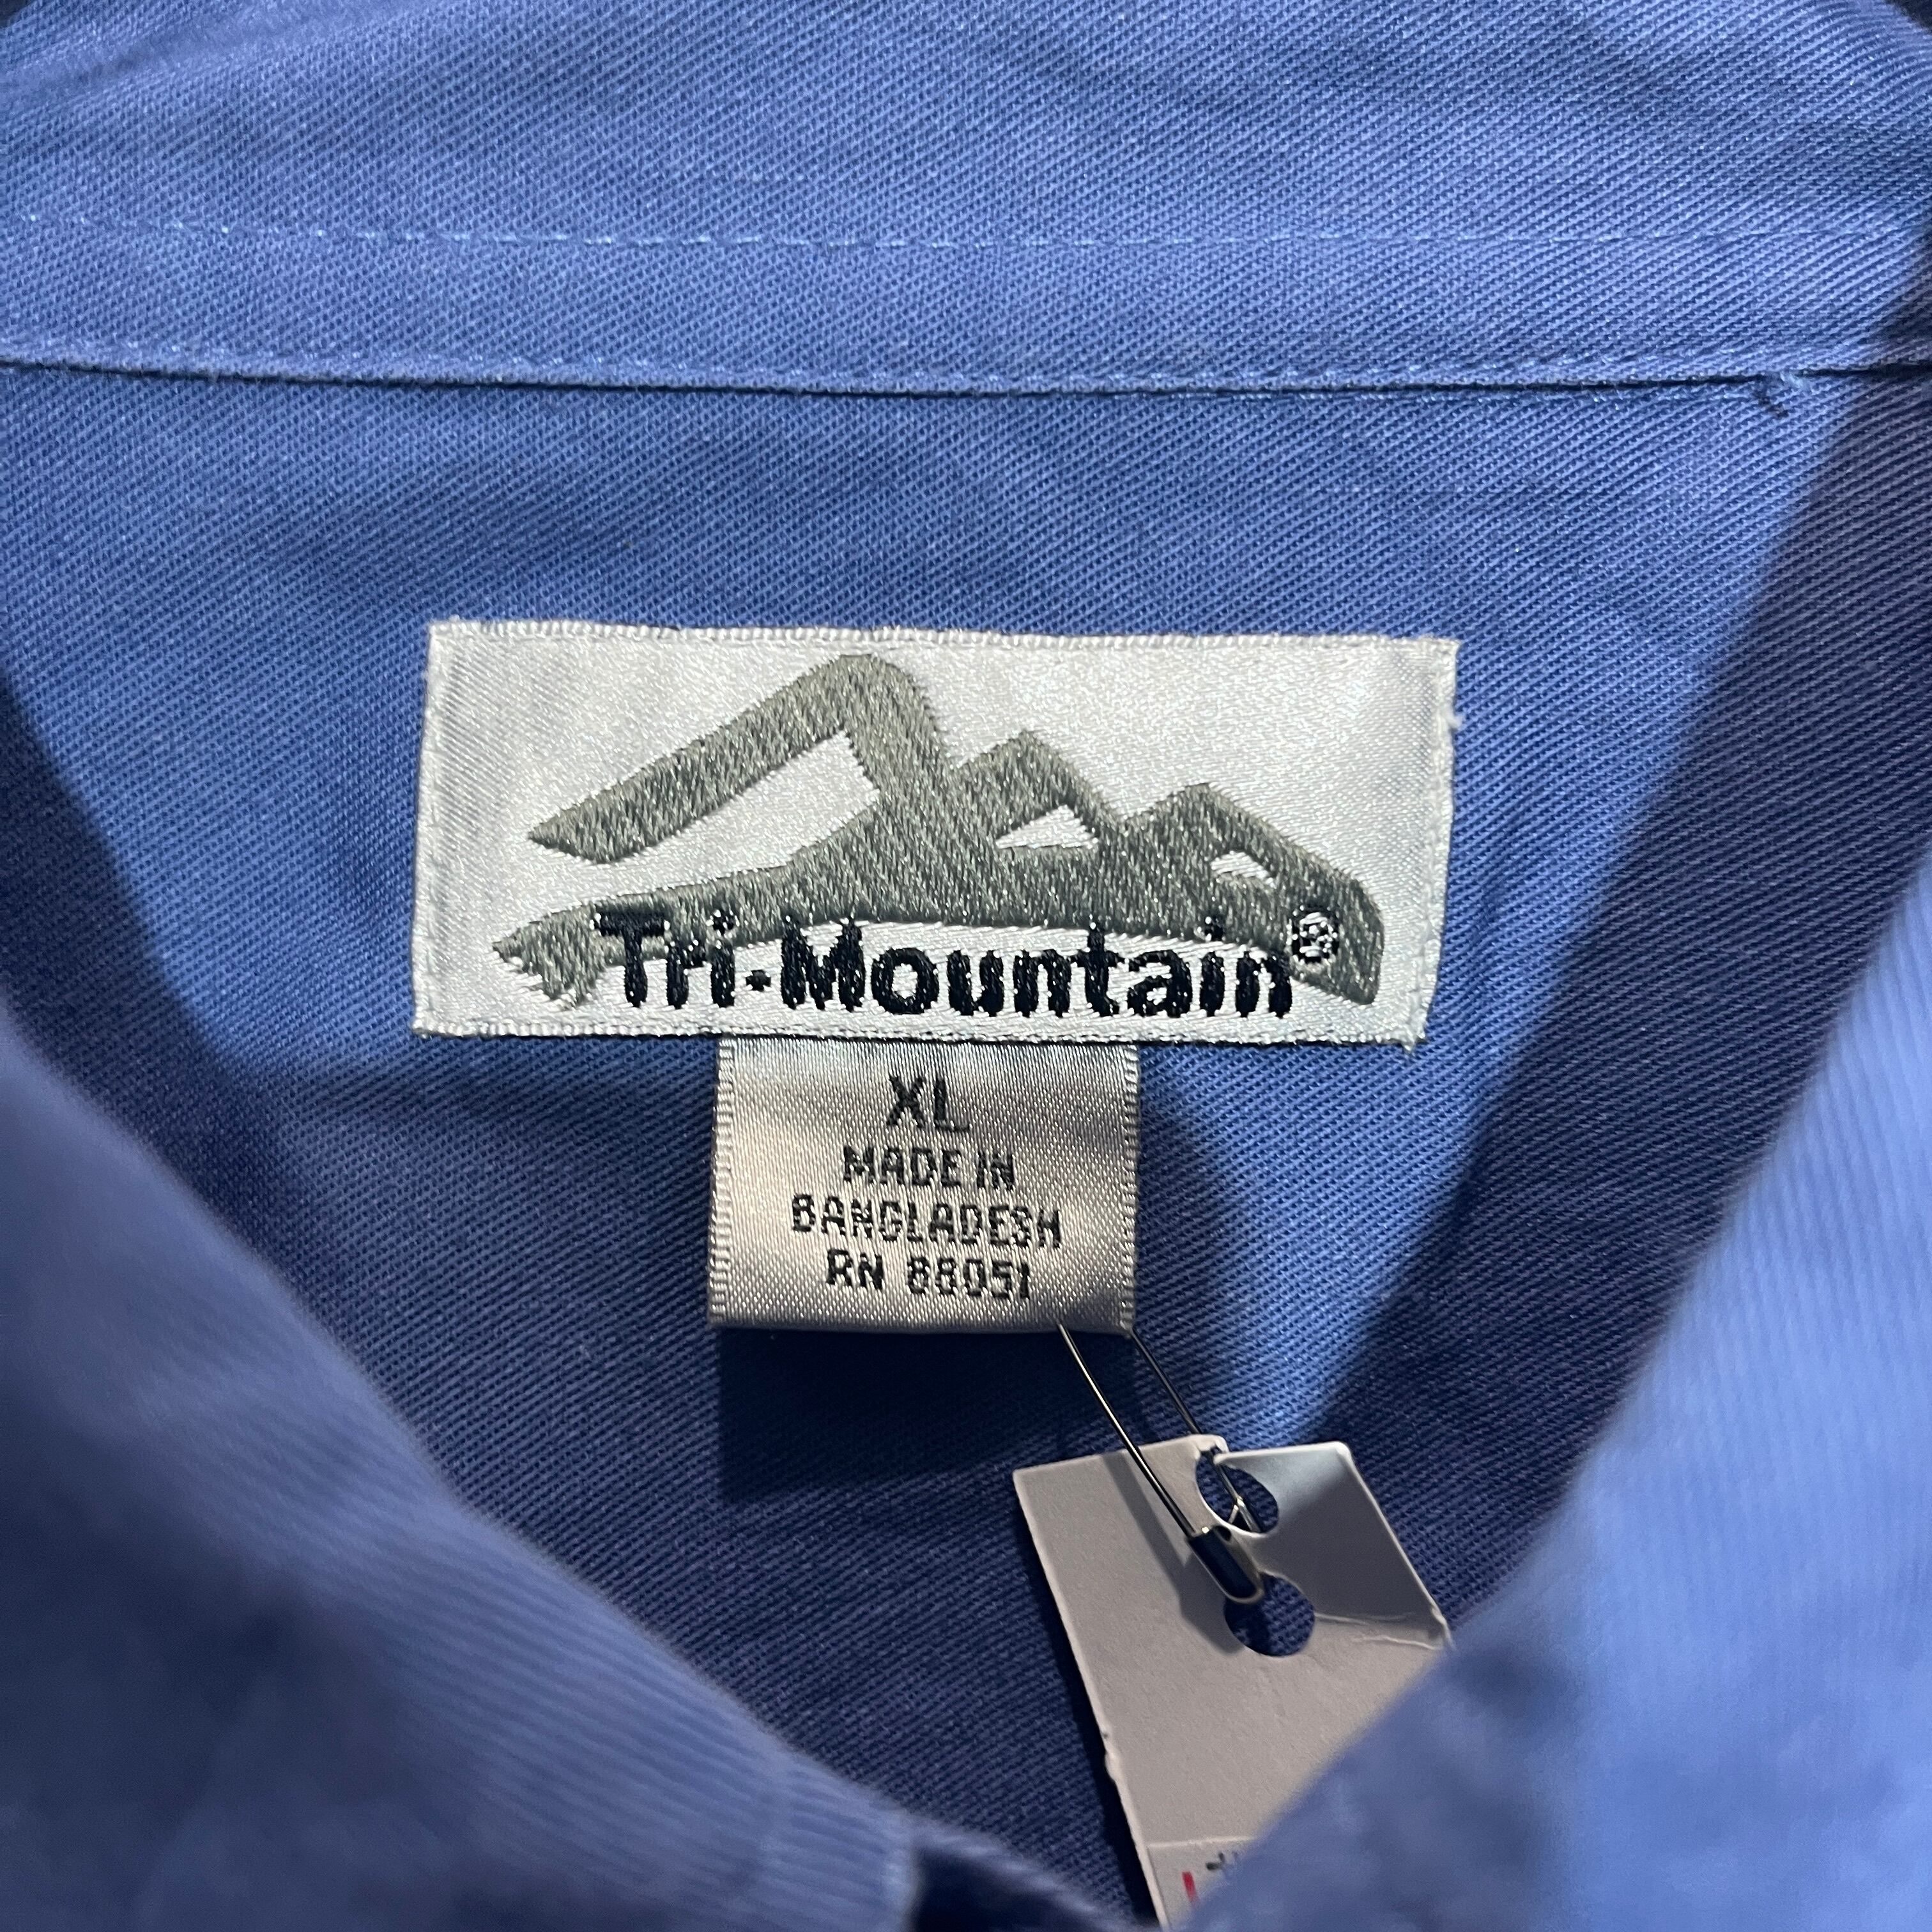 Tri-Mountain®
XL
MADE IN
BANGLADESH
RN 88051